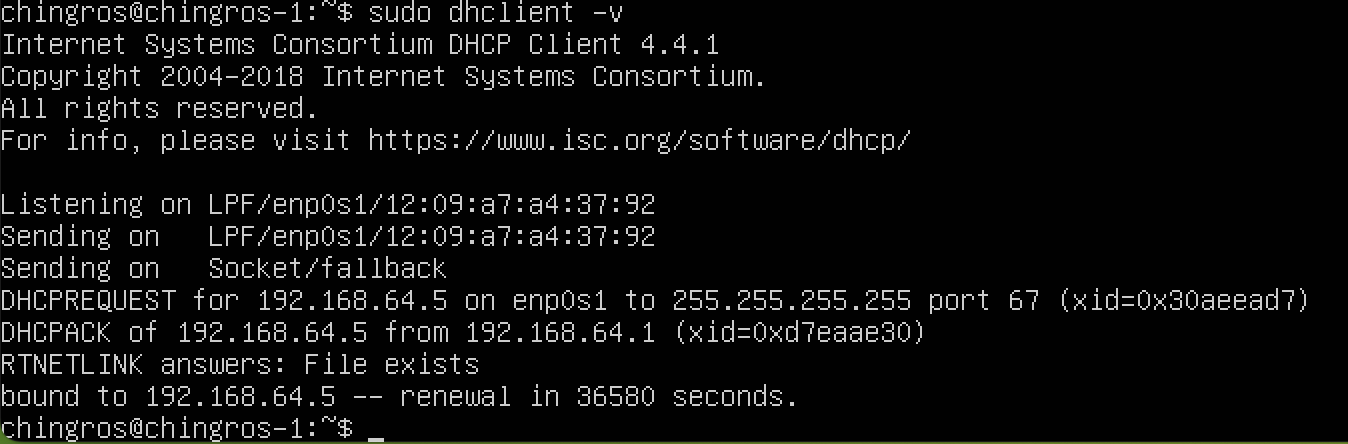 chingros@chingros-1:~$ sudo dhclient -v
Internet Systems Consortium DHCP Client 4.4.1
Copyright 2004-2018 Internet Systems Consortium.
All rights reserved.
For info, please visit https://www.isc.org/software/dhcp/
Listening on LPF/enp0s1/12:09:a7:a4:37:92
Sending on   LPF/enp0s1/12:09:a7:a4:37:92
Sending on   Socket/fallback
DHCPREQUEST for 192.168.64.5 on enp0s1 to 255.255.255.255 port 67 (xid=0x30aeead7)
DHCPACK of 192.168.64.5 from 192.168.64.1 (xid=0xd7eaae30)
RTNETLINK answers: File exists
bound to 192.168.64.5 -- renewal in 36580 seconds.
chingros@chingros-1:~$ _